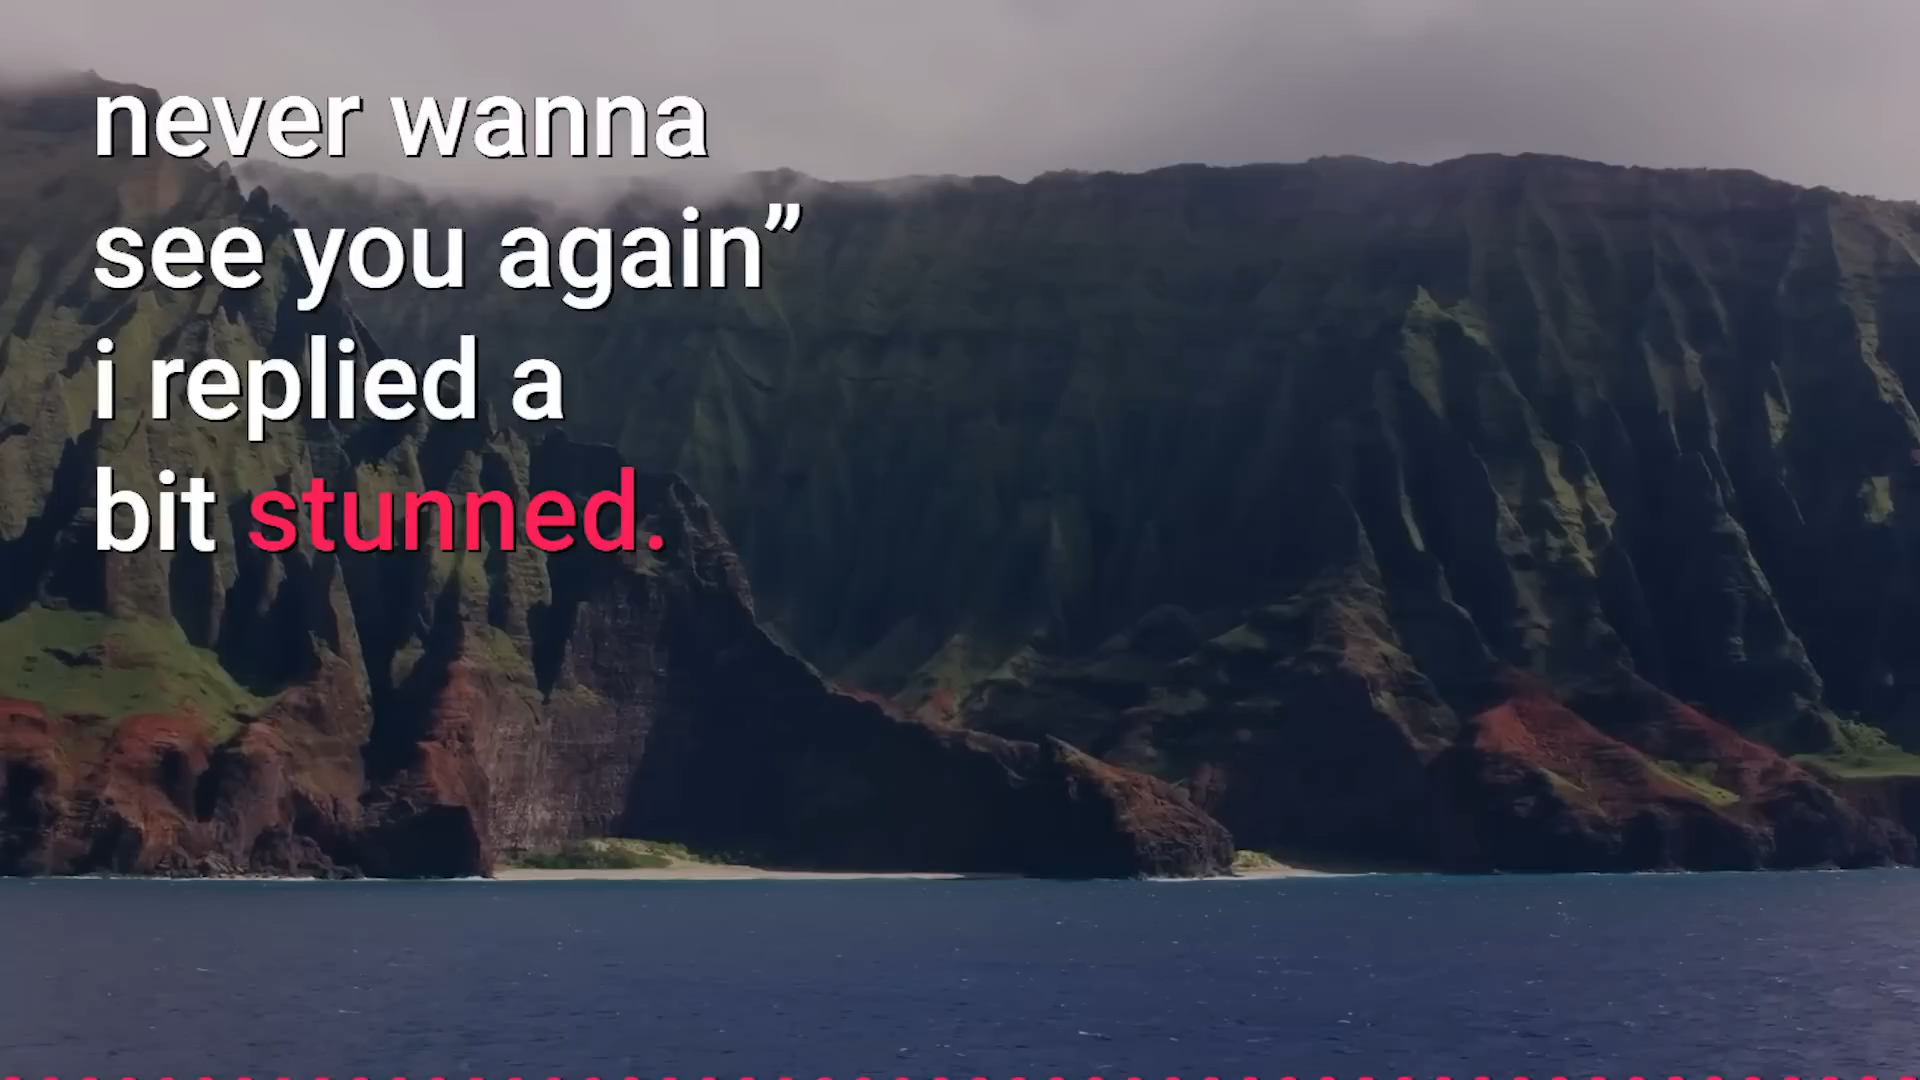 never wanna
see you again”
i replied a
bit stunned.